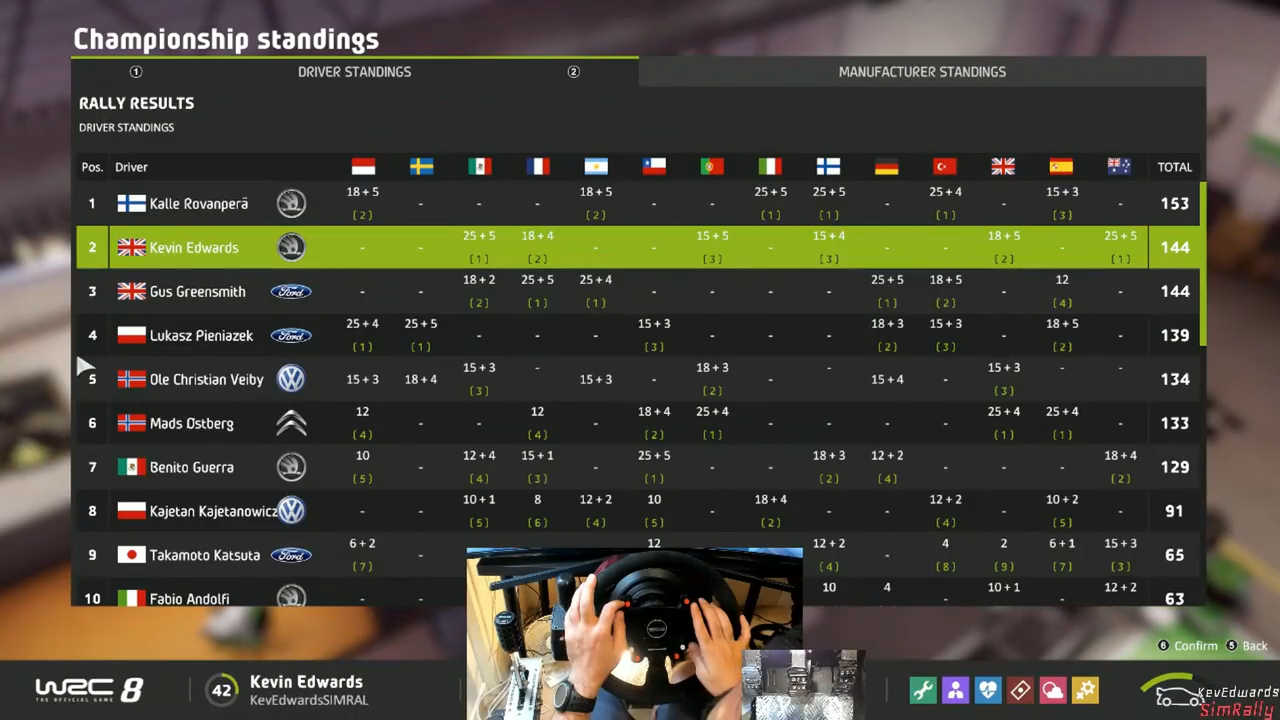 Championship standings
1 DRIVER STANDINGS 2 MANUFACTURER STANDINGS
RALLY RESULTS
DRIVER STANDINGS
Pos. Driver TOTAL
1 Kalle Rovanperä 18 + 5 (2) - - - 18 + 5 (2) - - 25 + 5 (1) 25 + 5 (1) - 25 + 4 (1) - 15 + 3 (3) - 153
2 Kevin Edwards - - 25 + 5 (1) 18 + 4 (2) - - 15 + 5 (3) - 15 + 4 (3) - - 18 + 5 (2) - 25 + 5 (1) 144
3 Gus Greensmith Ford - - 18 + 2 (2) 25 + 5 (1) 25 + 4 (1) - - - - 25 + 5 (1) 18 + 5 (2) - 12 (4) - 144
4 Lukasz Pieniazek Ford 25 + 4 (1) 25 + 5 (1) - - - 15 + 3 (3) - - - 18 + 3 (2) 15 + 3 (3) - 18 + 5 (2) - 139
5 Ole Christian Veiby 15 + 3 18 + 4 15 + 3 (3) - 15 + 3 - 18 + 3 (2) - - 15 + 4 - 15 + 3 (3) - - 134
6 Mads Ostberg 12 (4) - - 12 (4) - 18 + 4 (2) 25 + 4 (1) - - - - 25 + 4 (1) 25 + 4 (1) - 133
7 Benito Guerra 10 (5) - 12 + 4 (4) 15 + 1 (3) - 25 + 5 (1) - - 18 + 3 (2) 12 + 2 (4) - - - 18 + 4 (2) 129
8 Kajetan Kajetanowicz - - 10 + 1 (5) 8 (6) 12 + 2 (4) 10 (5) - 18 + 4 (2) - - 12 + 2 (4) - 10 + 2 (5) - 91
9 Takamoto Katsuta Ford 6 + 2 (7) - 12 12 + 2 (4) - 4 (8) 2 (9) 6 + 1 (7) 15 + 3 (3) 65
10 Fabio Andolfi - 10 4 - 10 + 1 - 12 + 2 63
6 Confirm 5 Back
WRC 8
THE OFFICIAL GAME
42 Kevin Edwards
KevEdwardsSIMRAL
KevEdwards
SimRally